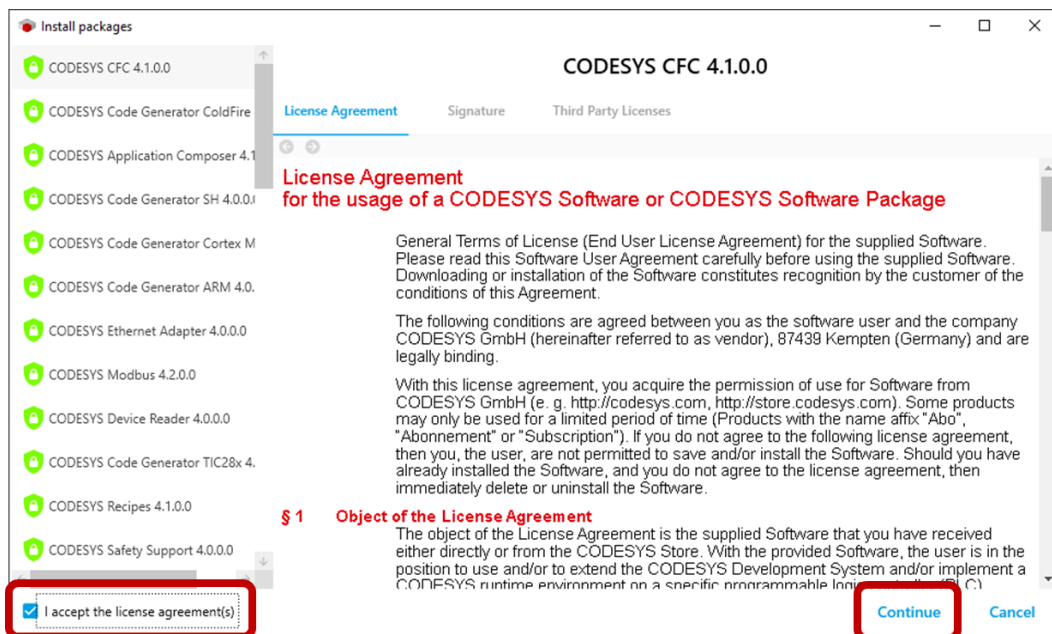 Install packages
CODESYS CFC 4.1.0.0
CODESYS Code Generator ColdFire
CODESYS Application Composer 4.1
CODESYS Code Generator SH 4.0.0.
CODESYS Code Generator Cortex M
CODESYS Code Generator ARM 4.0.
CODESYS Ethernet Adapter 4.0.0.0
CODESYS Modbus 4.2.0.0
CODESYS Device Reader 4.0.0.0
CODESYS Code Generator TIC28x 4.
CODESYS Recipes 4.1.0.0
CODESYS Safety Support 4.0.0.0
CODESYS CFC 4.1.0.0
License Agreement Signature Third Party Licenses
License Agreement
for the usage of a CODESYS Software or CODESYS Software Package
General Terms of License (End User License Agreement) for the supplied Software.
Please read this Software User Agreement carefully before using the supplied Software.
Downloading or installation of the Software constitutes recognition by the customer of the
conditions of this Agreement.
The following conditions are agreed between you as the software user and the company
CODESYS GmbH (hereinafter referred to as vendor), 87439 Kempten (Germany) and are
legally binding.
With this license agreement, you acquire the permission of use for Software from
CODESYS GmbH (e. g. http://codesys.com, http://store.codesys.com). Some products
may only be used for a limited period of time (Products with the name affix "Abo",
"Abonnement" or "Subscription"). If you do not agree to the following license agreement,
then you, the user, are not permitted to save and/or install the Software. Should you have
already installed the Software, and you do not agree to the license agreement, then
immediately delete or uninstall the Software.
§ 1 Object of the License Agreement
The object of the License Agreement is the supplied Software that you have received
either directly or from the CODESYS Store. With the provided Software, the user is in the
position to use and/or to extend the CODESYS Development System and/or implement a
CODESYS runtime environment on a specific programmable logic controller (PLC)
I accept the license agreement(s)
Continue Cancel